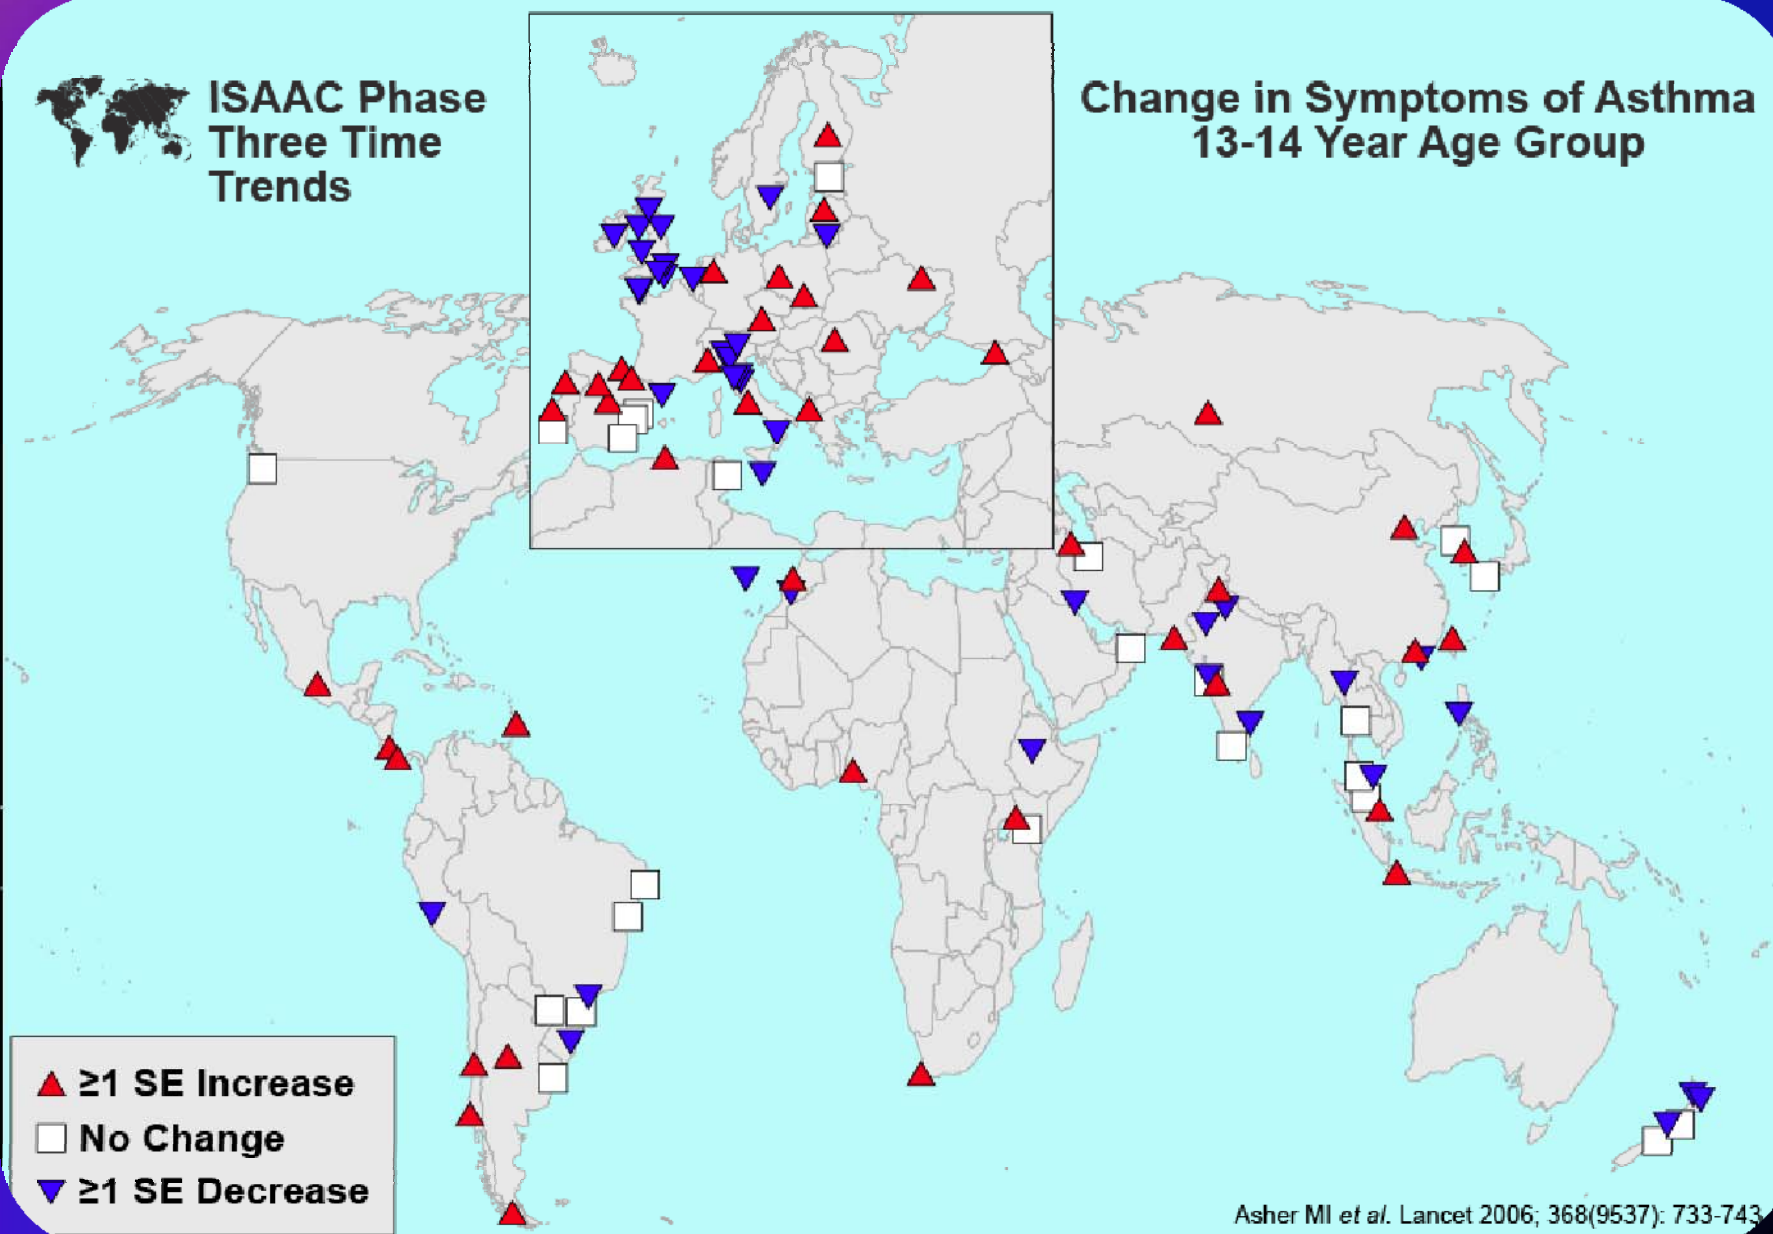 ISAAC Phase
Three Time
Trends
Change in Symptoms of Asthma
13-14 Year Age Group
≥1 SE Increase
No Change
≥1 SE Decrease
Asher MI et al. Lancet 2006; 368(9537): 733-743